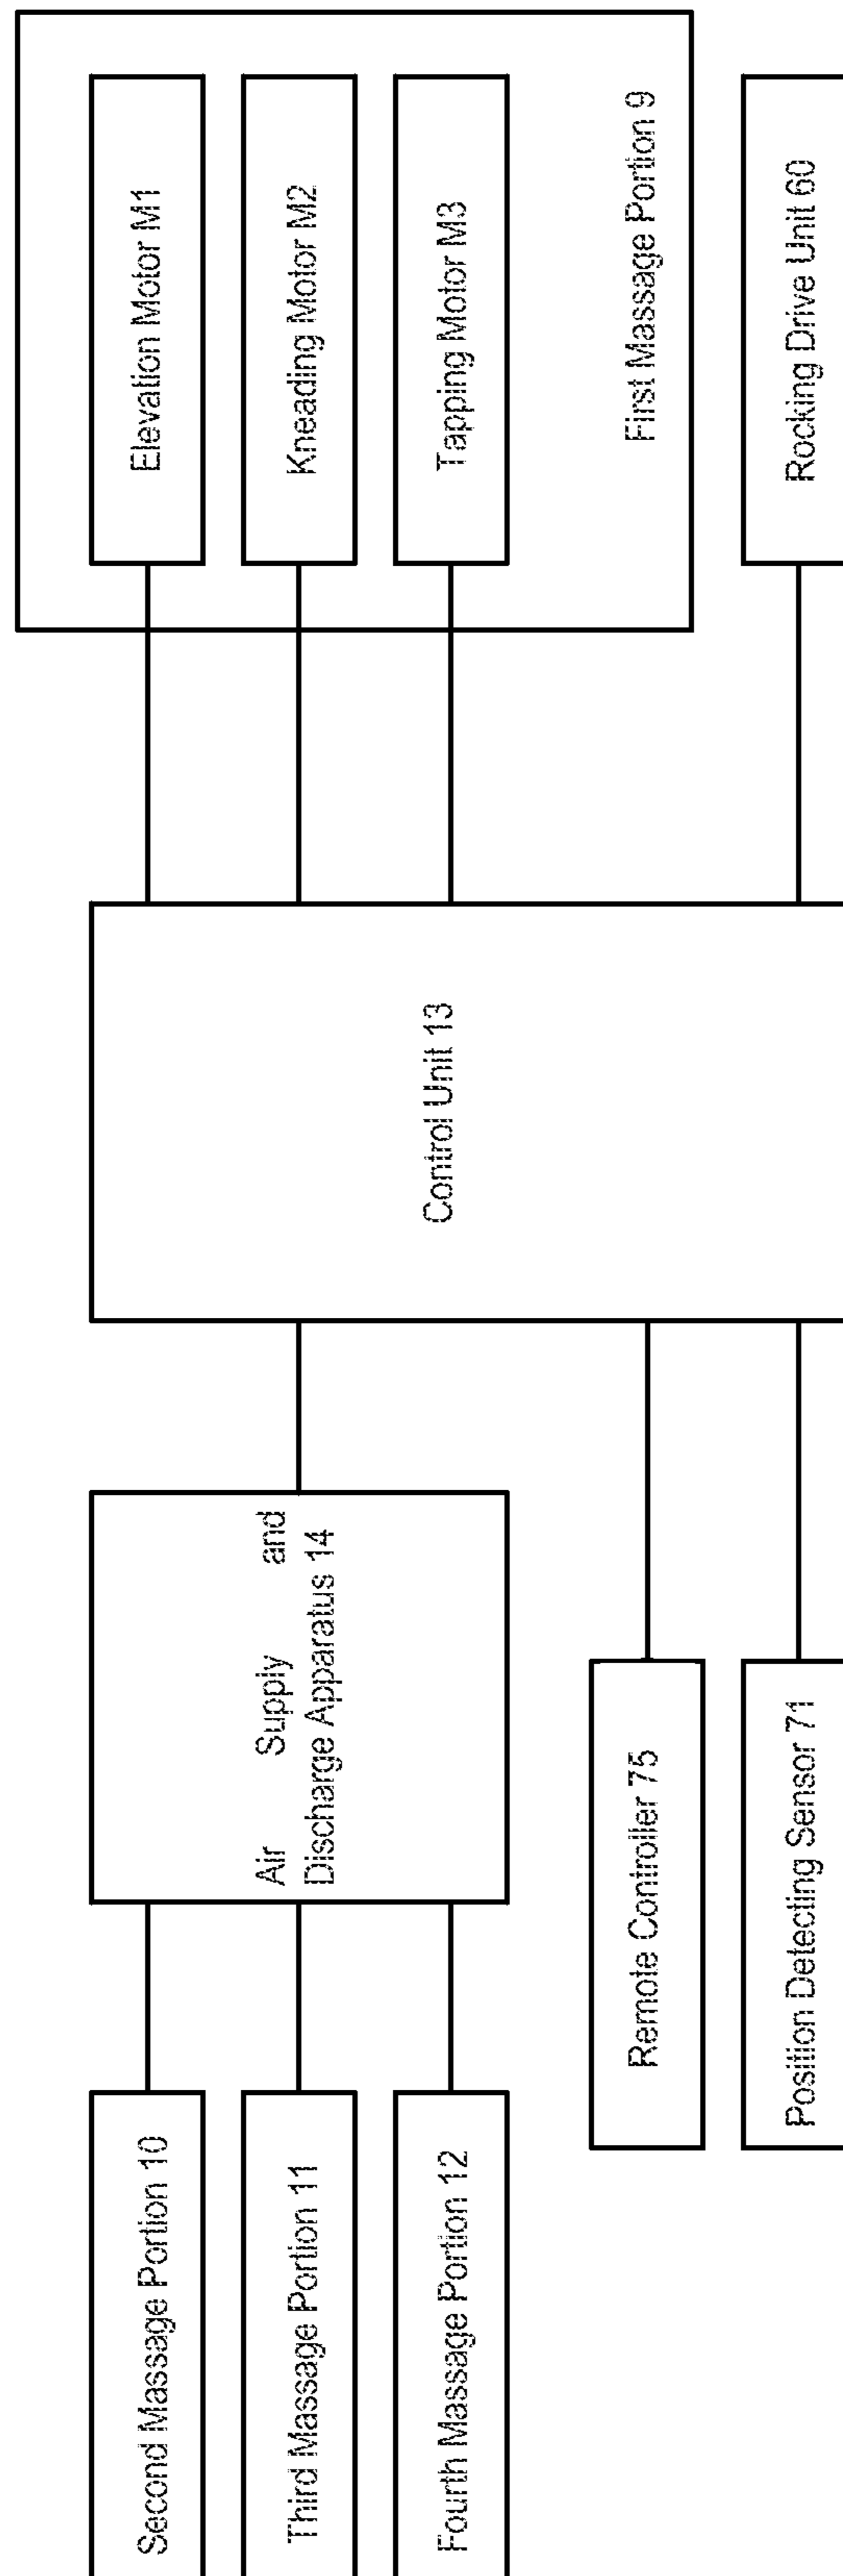 Second Massage Portion 10
Third Massage Portion 11
Fourth Massage Portion 12
Air Supply and
Discharge Apparatus 14
Remote Controller 75
Position Detecting Sensor 71
Control Unit 13
Elevation Motor M1
Kneading Motor M2
Tapping Motor M3
First Massage Portion 9
Rocking Drive Unit 60